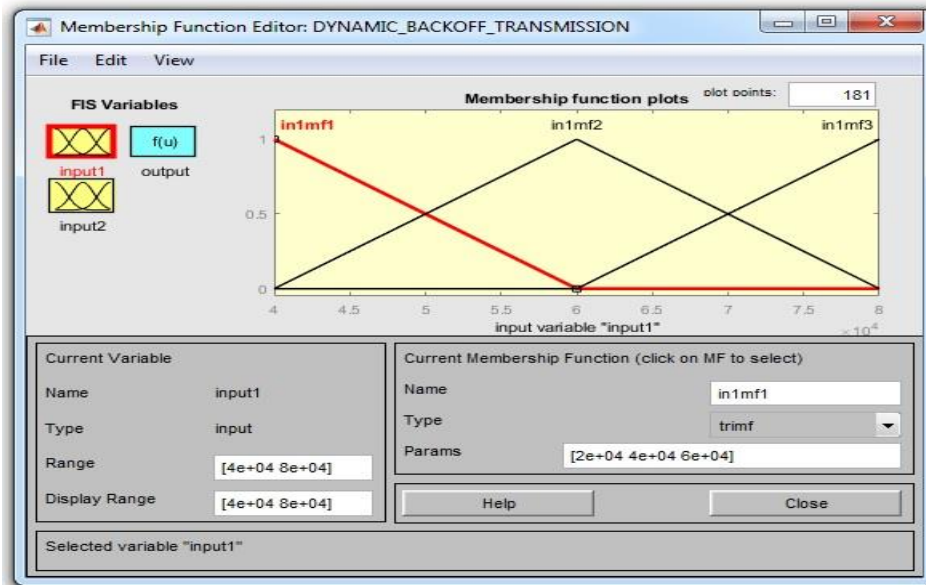 Membership Function Editor: DYNAMIC_BACKOFF_TRANSMISSION
File Edit View
FIS Variables
f(u)
input1 output
input2
Membership function plots plot points: 181
in1mf1 in1mf2 in1mf3
1
0.5
0
4 4.5 5 5.5 6 6.5 7 7.5 8
input variable "input1"
× 10^4
Current Variable
Name input1
Type input
Range [4e+04 8e+04]
Display Range [4e+04 8e+04]
Current Membership Function (click on MF to select)
Name in1mf1
Type trimf
Params [2e+04 4e+04 6e+04]
Help Close
Selected variable "input1"